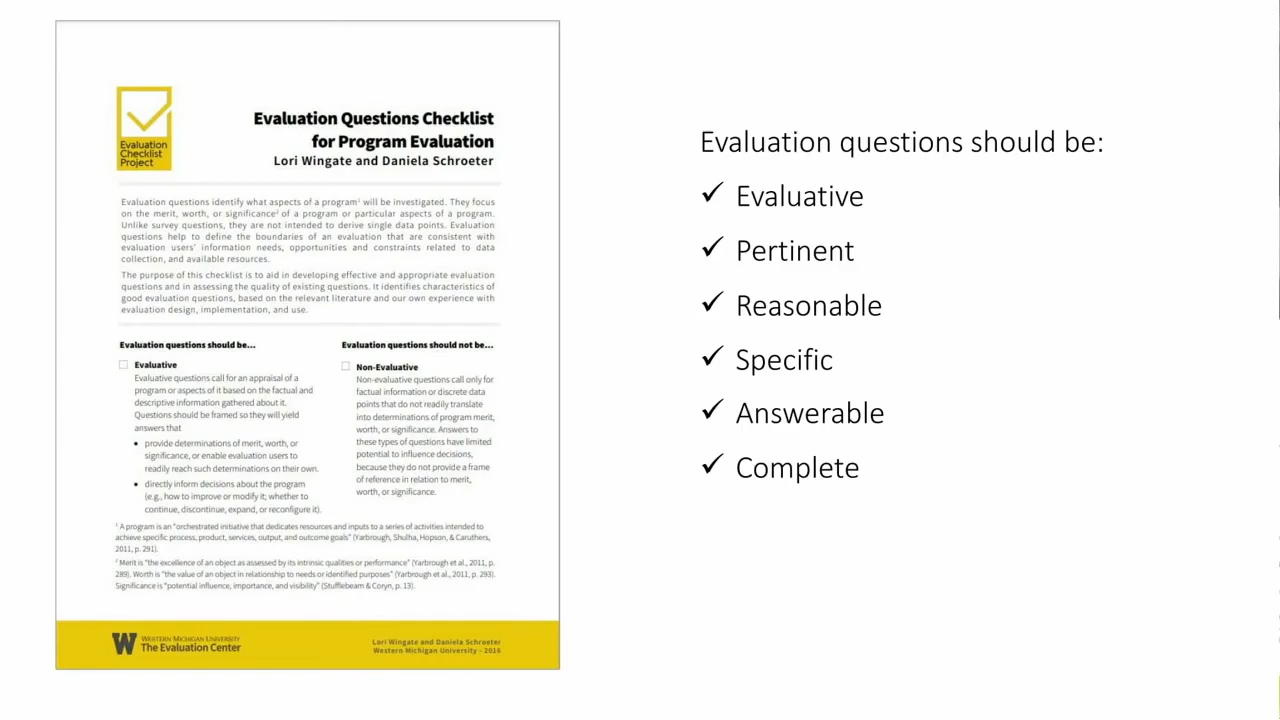 Evaluation
Checklist
Project
Evaluation Questions Checklist
for Program Evaluation
Lori Wingate and Daniela Schroeter
Evaluation questions identify what aspects of a program¹ will be investigated. They focus
on the merit, worth, or significance² of a program or particular aspects of a program.
Unlike survey questions, they are not intended to derive single data points. Evaluation
questions help to define the boundaries of an evaluation that are consistent with
evaluation users' information needs, opportunities and constraints related to data
collection, and available resources.
The purpose of this checklist is to aid in developing effective and appropriate evaluation
questions and in assessing the quality of existing questions. It identifies characteristics of
good evaluation questions, based on the relevant literature and our own experience with
evaluation design, implementation, and use.
Evaluation questions should be...
☐ Evaluative
Evaluative questions call for an appraisal of a
program or aspects of it based on the factual and
descriptive information gathered about it.
Questions should be framed so they will yield
answers that
• provide determinations of merit, worth, or
significance, or enable evaluation users to
readily reach such determinations on their own.
• directly inform decisions about the program
(e.g., how to improve or modify it; whether to
continue, discontinue, expand, or reconfigure it).
Evaluation questions should not be...
☐ Non-Evaluative
Non-evaluative questions call only for
factual information or discrete data
points that do not readily translate
into determinations of program merit,
worth, or significance. Answers to
these types of questions have limited
potential to influence decisions,
because they do not provide a frame
of reference in relation to merit,
worth, or significance.
¹ A program is an "orchestrated initiative that dedicates resources and inputs to a series of activities intended to
achieve specific process, product, services, output, and outcome goals" (Yarbrough, Shulha, Hopson, & Caruthers,
2011, p. 291).
² Merit is "the excellence of an object as assessed by its intrinsic qualities or performance" (Yarbrough et al., 2011, p.
289). Worth is "the value of an object in relationship to needs or identified purposes" (Yarbrough et al., 2011, p. 293).
Significance is "potential influence, importance, and visibility" (Stufflebeam & Coryn, p. 13).
W
WESTERN MICHIGAN UNIVERSITY
The Evaluation Center
Lori Wingate and Daniela Schroeter
Western Michigan University - 2016
Evaluation questions should be:
✓ Evaluative
✓ Pertinent
✓ Reasonable
✓ Specific
✓ Answerable
✓ Complete